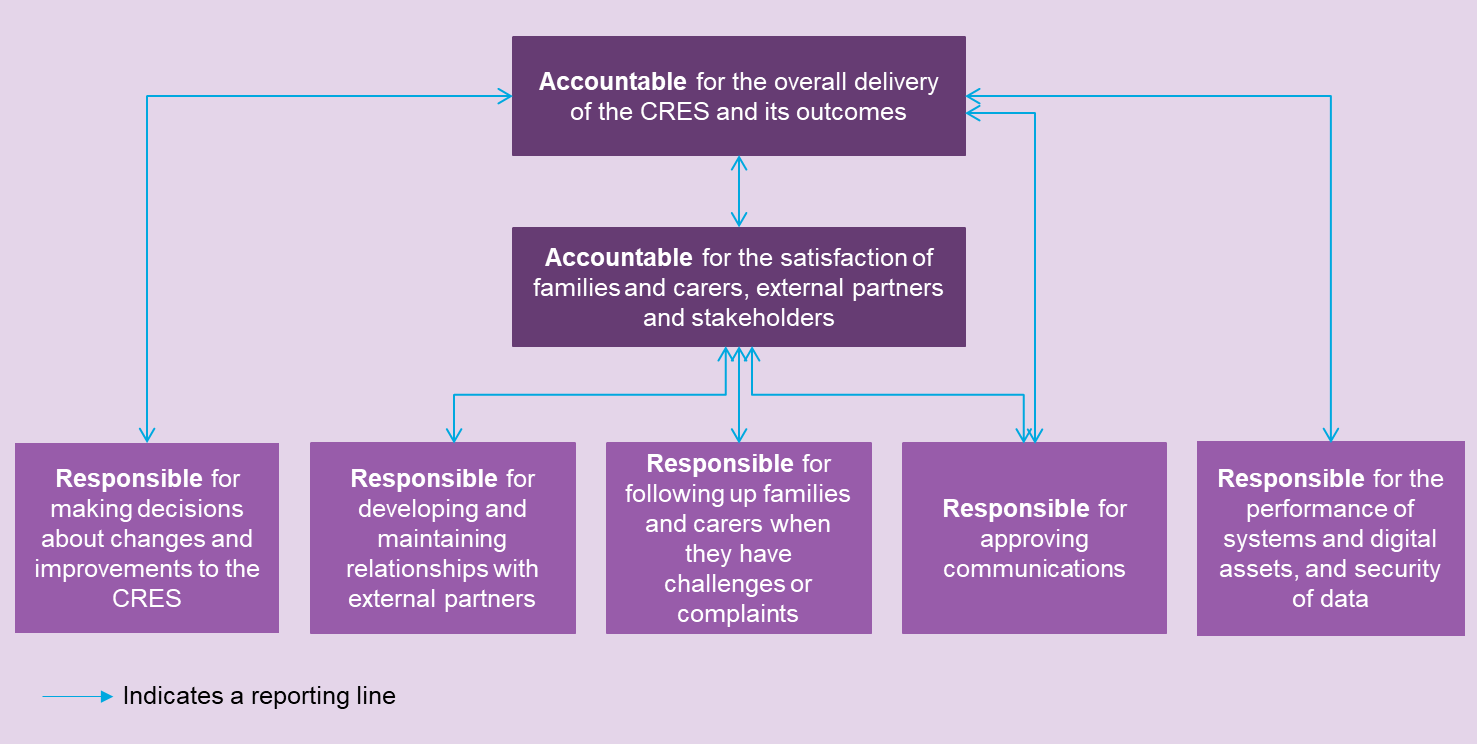 Accountable for the overall delivery
of the CRES and its outcomes
Accountable for the satisfaction of
families and carers, external partners
and stakeholders
Responsible for
making decisions
about changes and
improvements to the
CRES
Responsible for
developing and
maintaining
relationships with
external partners
Responsible for
following up families
and carers when
they have
challenges or
complaints
Responsible for
approving
communications
Responsible for the
performance of
systems and digital
assets, and security
of data
Indicates a reporting line